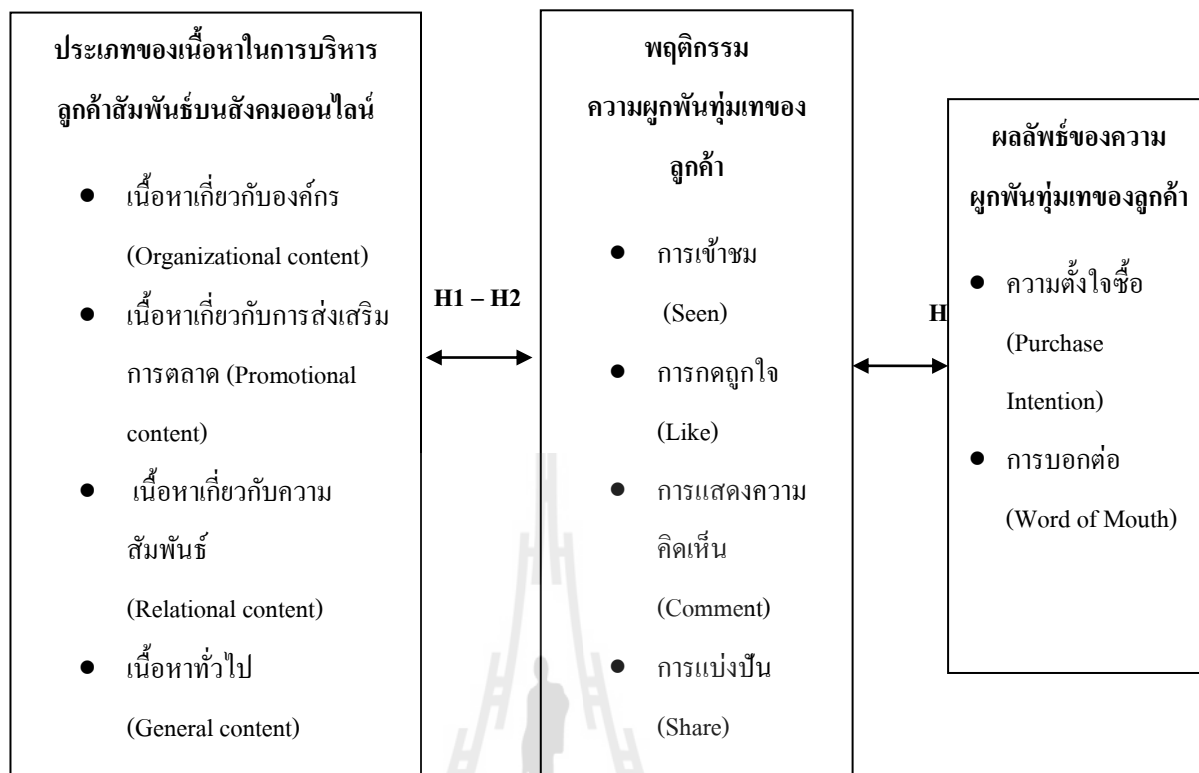 ประเภทของเนื้อหาในการบริหาร
ลูกค้าสัมพันธ์บนสังคมออนไลน์
● เนื้อหาเกี่ยวกับองค์กร
(Organizational content)
● เนื้อหาเกี่ยวกับการส่งเสริม
การตลาด (Promotional
content)
● เนื้อหาเกี่ยวกับความ
สัมพันธ์
(Relational content)
● เนื้อหาทั่วไป
(General content)
H1 – H2
พฤติกรรม
ความผูกพันทุ่มเทของ
ลูกค้า
● การเข้าชม
(Seen)
● การกดถูกใจ
(Like)
● การแสดงความ
คิดเห็น
(Comment)
● การแบ่งปัน
(Share)
H
ผลลัพธ์ของความ
ผูกพันทุ่มเทของลูกค้า
● ความตั้งใจซื้อ
(Purchase
Intention)
● การบอกต่อ
(Word of Mouth)